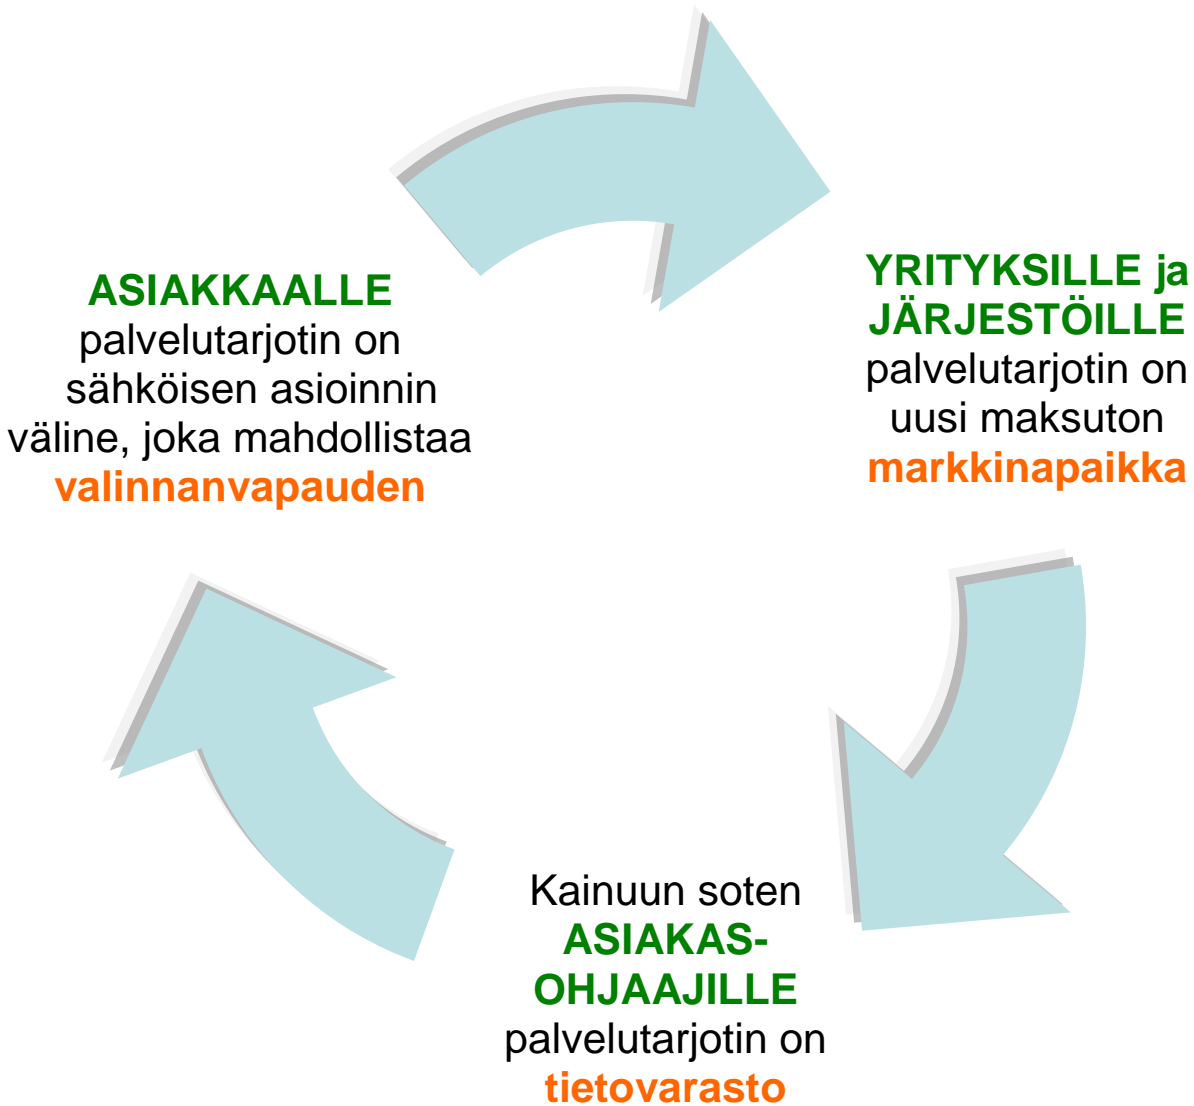 ASIAKKAALLE
palvelutarjotin on
sähköisen asioinnin
väline, joka mahdollistaa
valinnanvapauden
YRITYKSILLE ja
JÄRJESTÖILLE
palvelutarjotin on
uusi maksuton
markkinapaikka
Kainuun soten
ASIAKAS-
OHJAAJILLE
palvelutarjotin on
tietovarasto